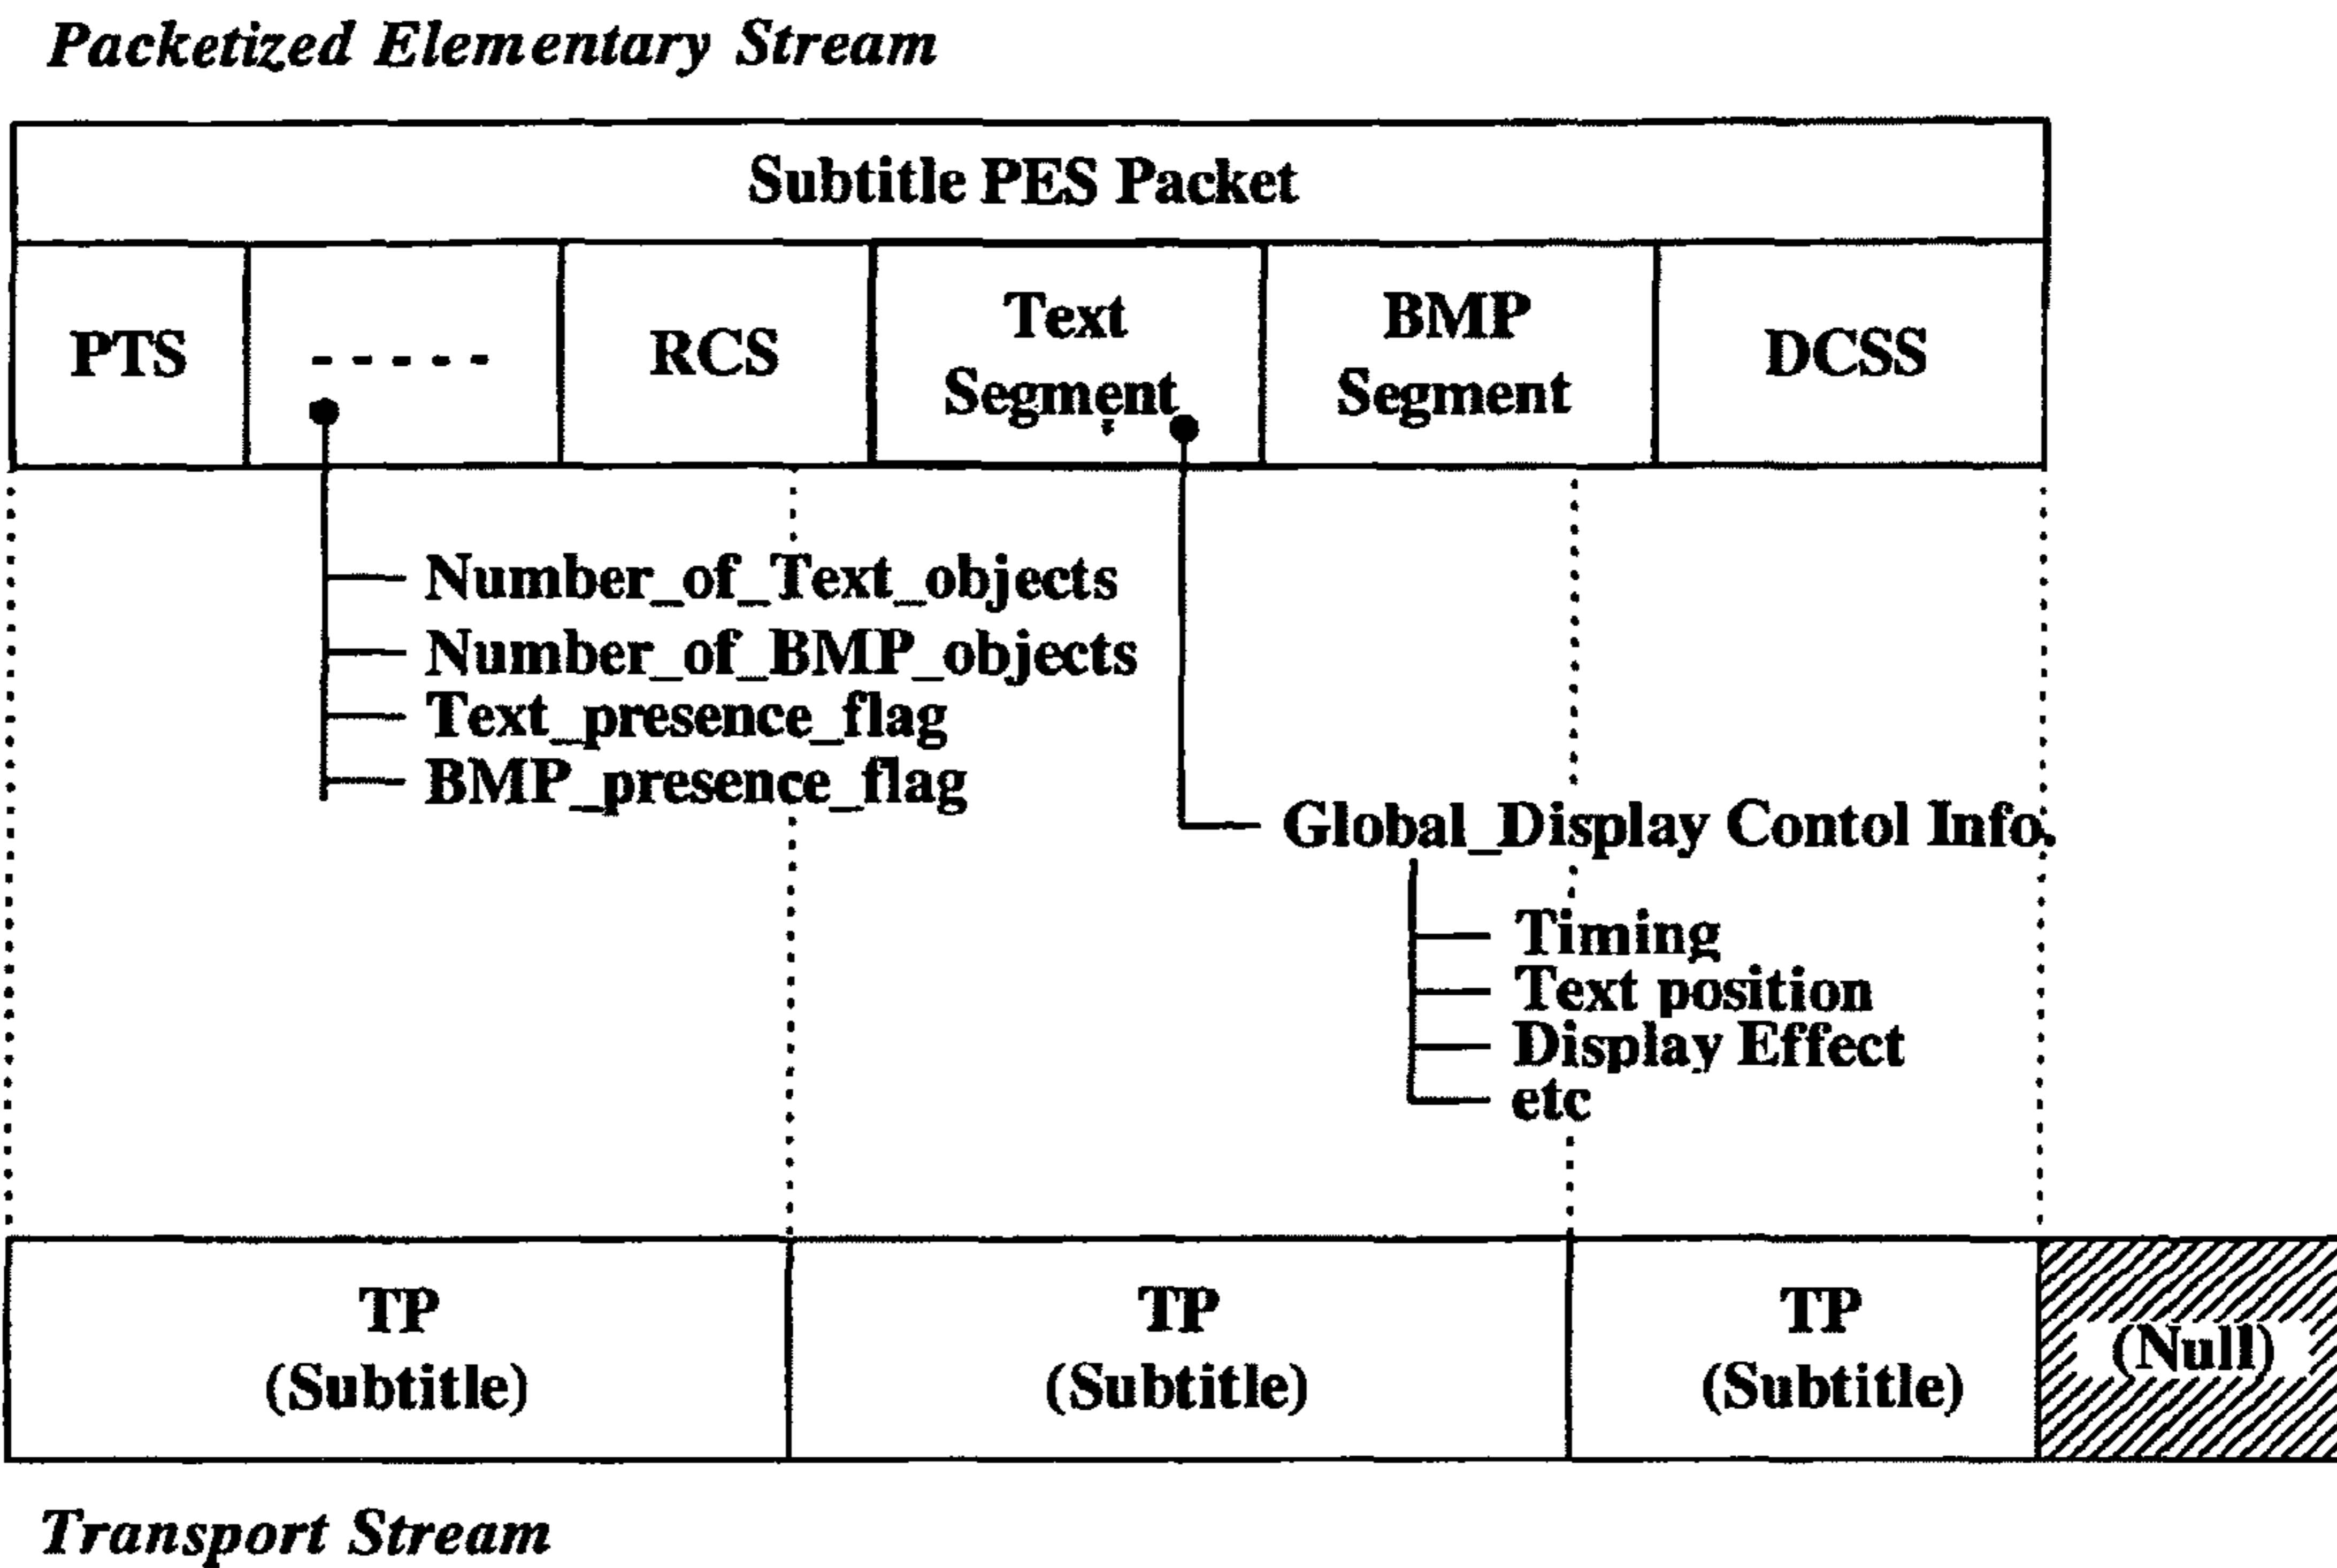 Packetized Elementary Stream
Subtitle PES Packet
PTS
- - - - -
RCS
Text
Segment
BMP
Segment
DCSS
Number_of_Text_objects
Number_of_BMP_objects
Text_presence_flag
BMP_presence_flag
Global_Display Contol Info.
Timing
Text position
Display Effect
etc
TP
(Subtitle)
TP
(Subtitle)
TP
(Subtitle)
(Null)
Transport Stream